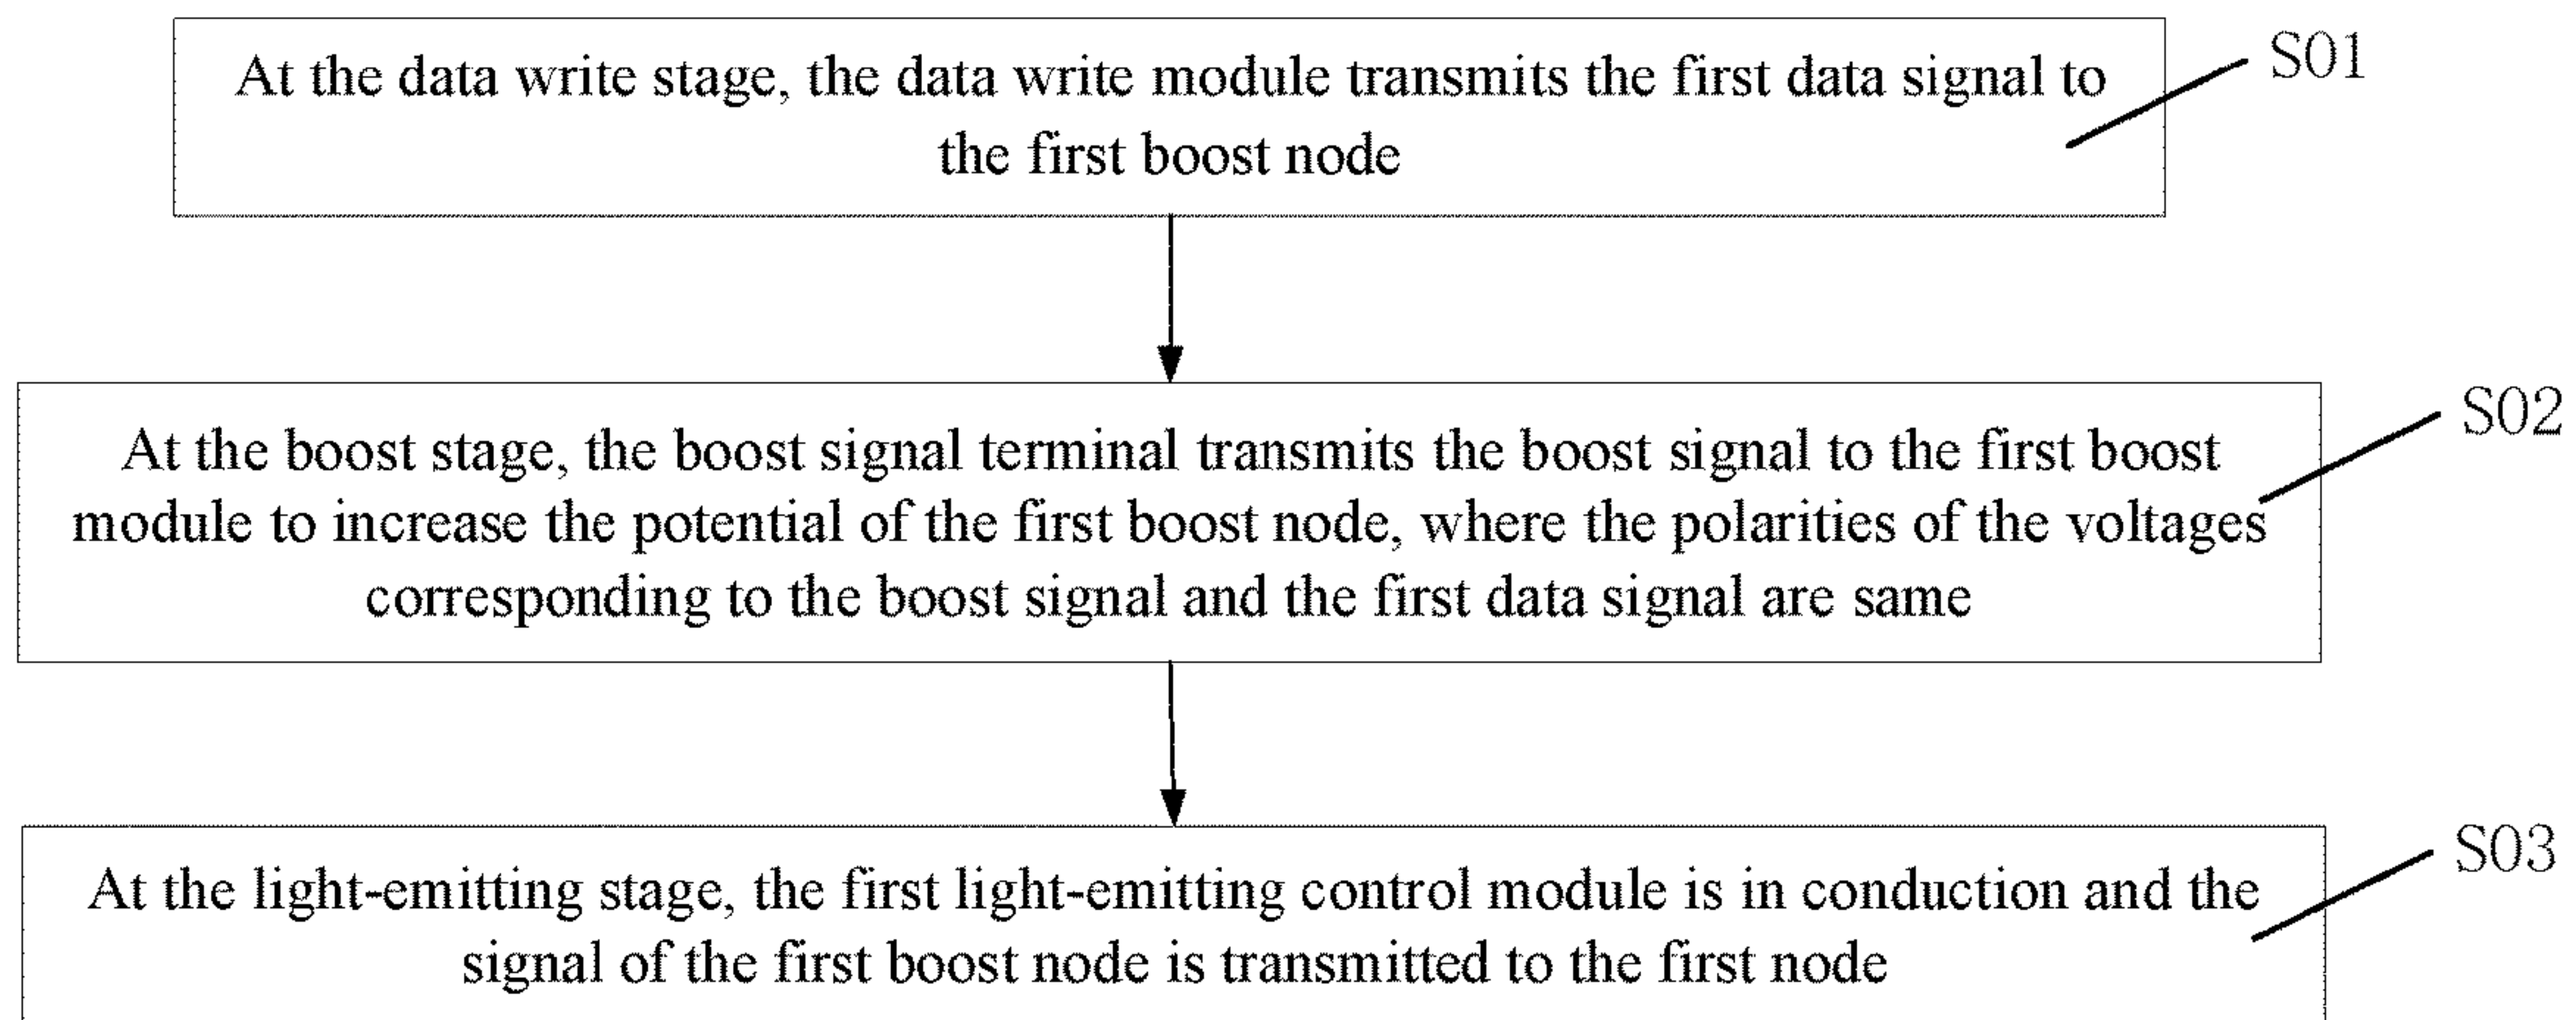 At the data write stage, the data write module transmits the first data signal to
the first boost node
S01
At the boost stage, the boost signal terminal transmits the boost signal to the first boost
module to increase the potential of the first boost node, where the polarities of the voltages
corresponding to the boost signal and the first data signal are same
S02
At the light-emitting stage, the first light-emitting control module is in conduction and the
signal of the first boost node is transmitted to the first node
S03